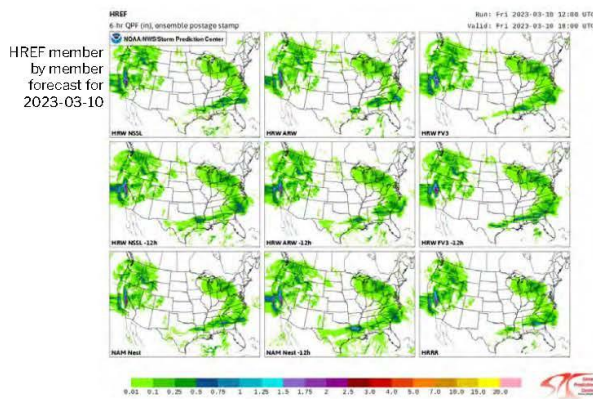 HREF
6-hr QPF (in), ensemble postage stamp
Run: Fri 2023-03-10 12:00 UTC
Valid: Fri 2023-03-10 18:00 UTC
HREF member
by member
forecast for
2023-03-10
NOAA NWS Storm Prediction Center
HRW NSSL
HRW ARW
HRW FV3
HRW NSSL -12h
HRW ARW -12h
HRW FV3 -12h
NAM Nest
NAM Nest -12h
HRRR
0.01 0.1 0.25 0.5 0.75 1 1.25 1.5 1.75 2 2.5 3.0 4.0 5.0 7.0 10.0 15.0 20.0